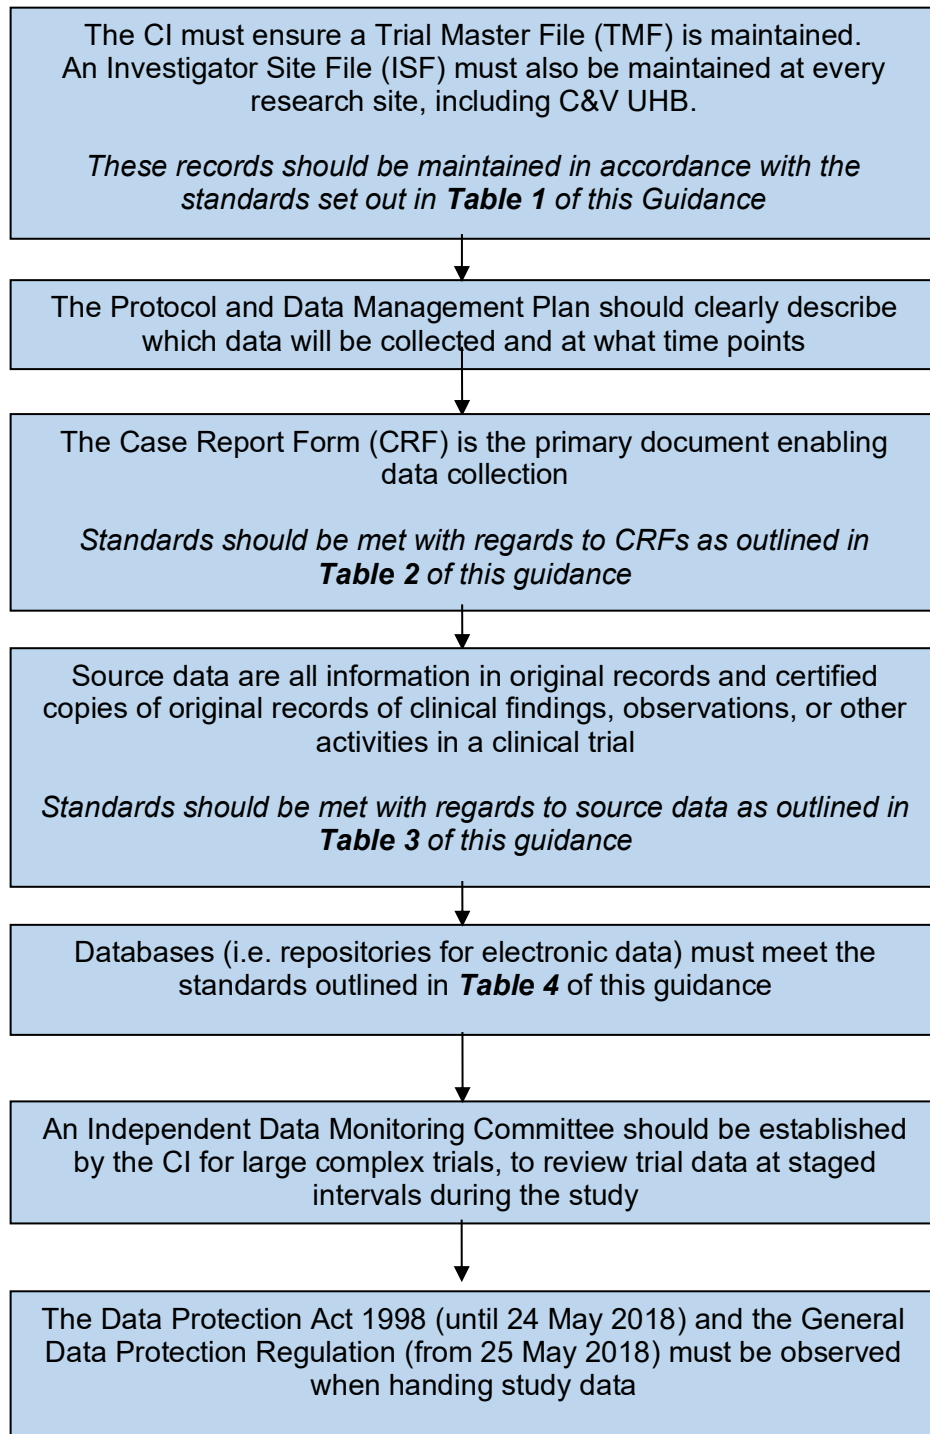 The CI must ensure a Trial Master File (TMF) is maintained.
An Investigator Site File (ISF) must also be maintained at every
research site, including C&V UHB.
These records should be maintained in accordance with the
standards set out in Table 1 of this Guidance
The Protocol and Data Management Plan should clearly describe
which data will be collected and at what time points
The Case Report Form (CRF) is the primary document enabling
data collection
Standards should be met with regards to CRFs as outlined in
Table 2 of this guidance
Source data are all information in original records and certified
copies of original records of clinical findings, observations, or other
activities in a clinical trial
Standards should be met with regards to source data as outlined in
Table 3 of this guidance
Databases (i.e. repositories for electronic data) must meet the
standards outlined in Table 4 of this guidance
An Independent Data Monitoring Committee should be established
by the CI for large complex trials, to review trial data at staged
intervals during the study
The Data Protection Act 1998 (until 24 May 2018) and the General
Data Protection Regulation (from 25 May 2018) must be observed
when handing study data